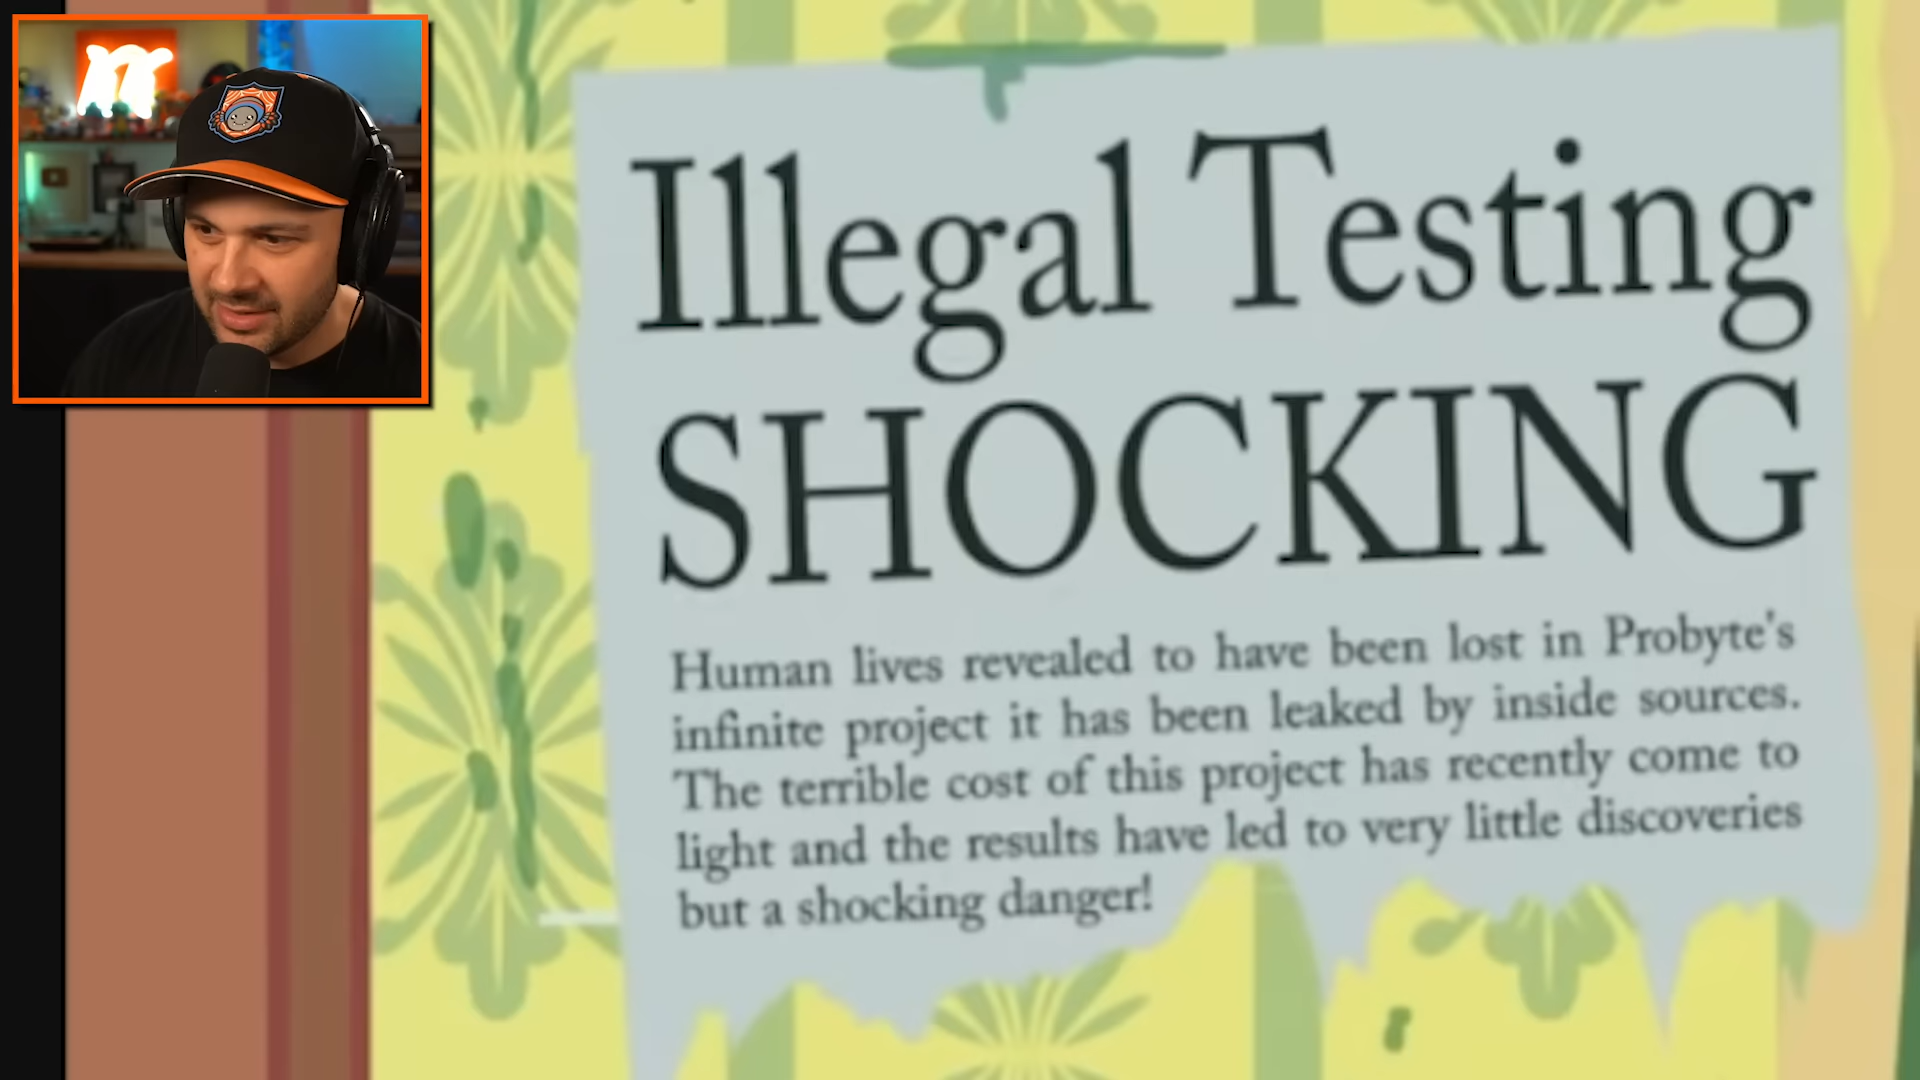 Illegal Testing
SHOCKING
Human lives revealed to have been lost in Probyte's
infinite project it has been leaked by inside sources.
The terrible cost of this project has recently come to
light and the results have led to very little discoveries
but a shocking danger!